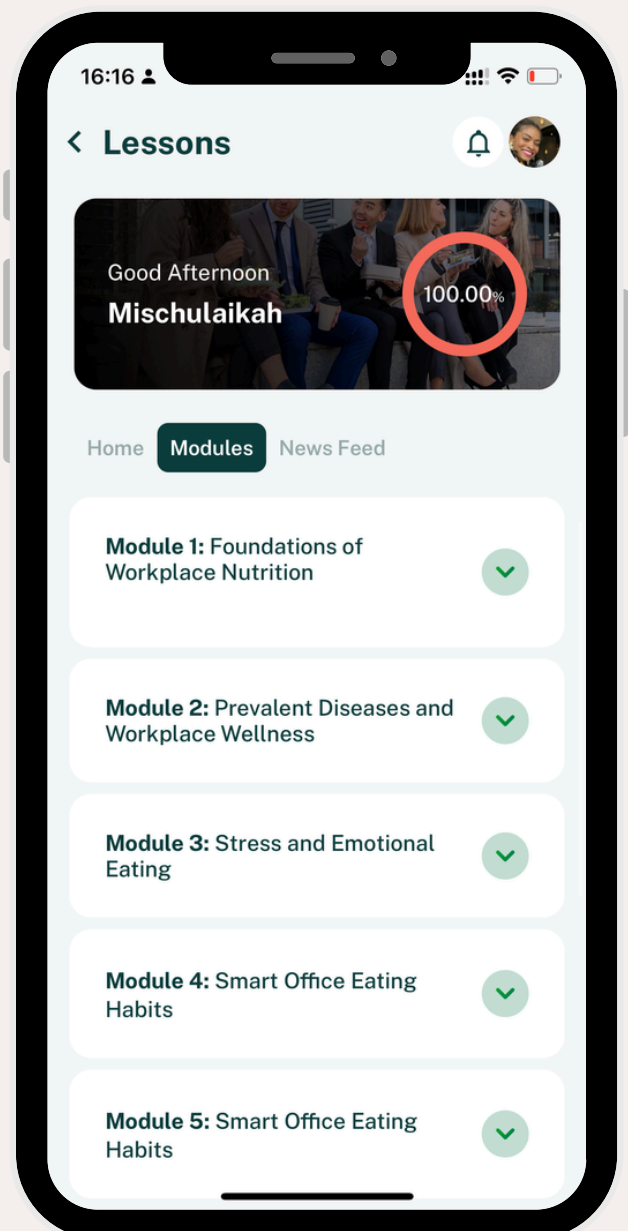 16:16
Lessons
Good Afternoon
Mischulaikah
100.00%
Home Modules News Feed
Module 1: Foundations of
Workplace Nutrition
Module 2: Prevalent Diseases and
Workplace Wellness
Module 3: Stress and Emotional
Eating
Module 4: Smart Office Eating
Habits
Module 5: Smart Office Eating
Habits